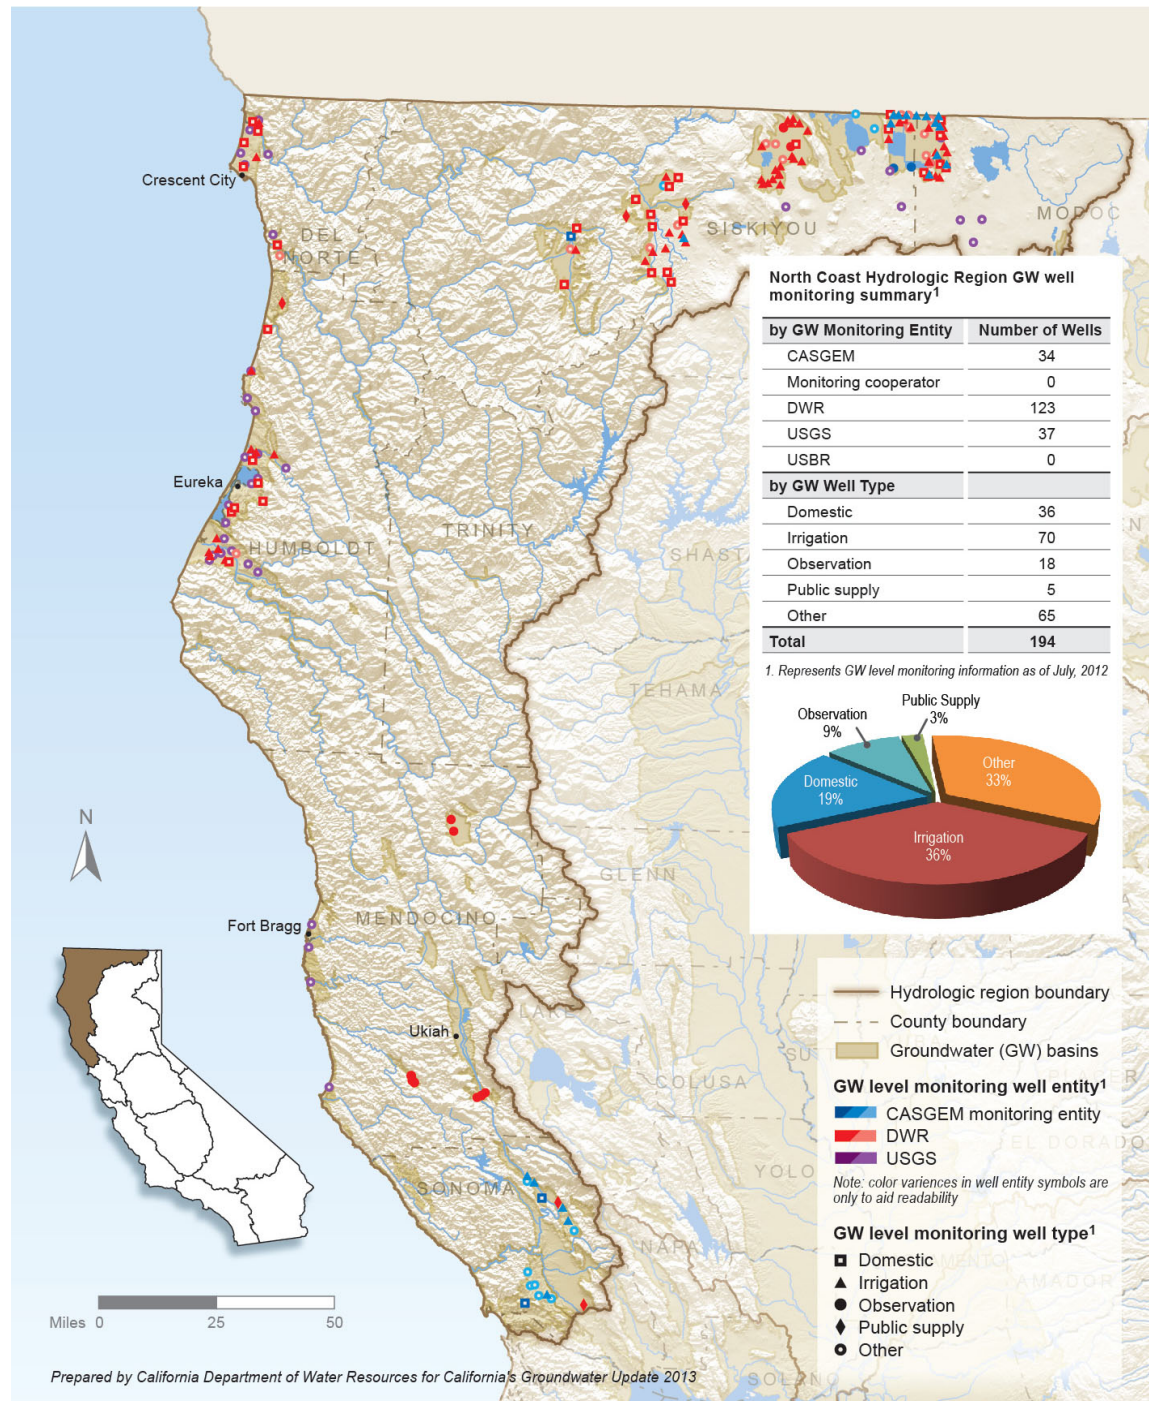 Crescent City
DEL
NORTE
SISKIYOU
MODOC
Eureka
HUMBOLDT
TRINITY
SHAST
TEHAMA
GLENN
Fort Bragg
MENDOCINO
Ukiah
LAKE
COLUSA
SONOMA
YOLO
NAPA
EL DORADO
AMADOR
SOLANO
PLACER
North Coast Hydrologic Region GW well
monitoring summary1
by GW Monitoring Entity Number of Wells
CASGEM 34
Monitoring cooperator 0
DWR 123
USGS 37
USBR 0
by GW Well Type
Domestic 36
Irrigation 70
Observation 18
Public supply 5
Other 65
Total 194
1. Represents GW level monitoring information as of July, 2012
Public Supply
3%
Observation
9%
Other
33%
Domestic
19%
Irrigation
36%
Hydrologic region boundary
County boundary
Groundwater (GW) basins
GW level monitoring well entity1
CASGEM monitoring entity
DWR
USGS
Note: color variences in well entity symbols are
only to aid readability
GW level monitoring well type1
Domestic
Irrigation
Observation
Public supply
Other
N
Miles 0 25 50
Prepared by California Department of Water Resources for California's Groundwater Update 2013